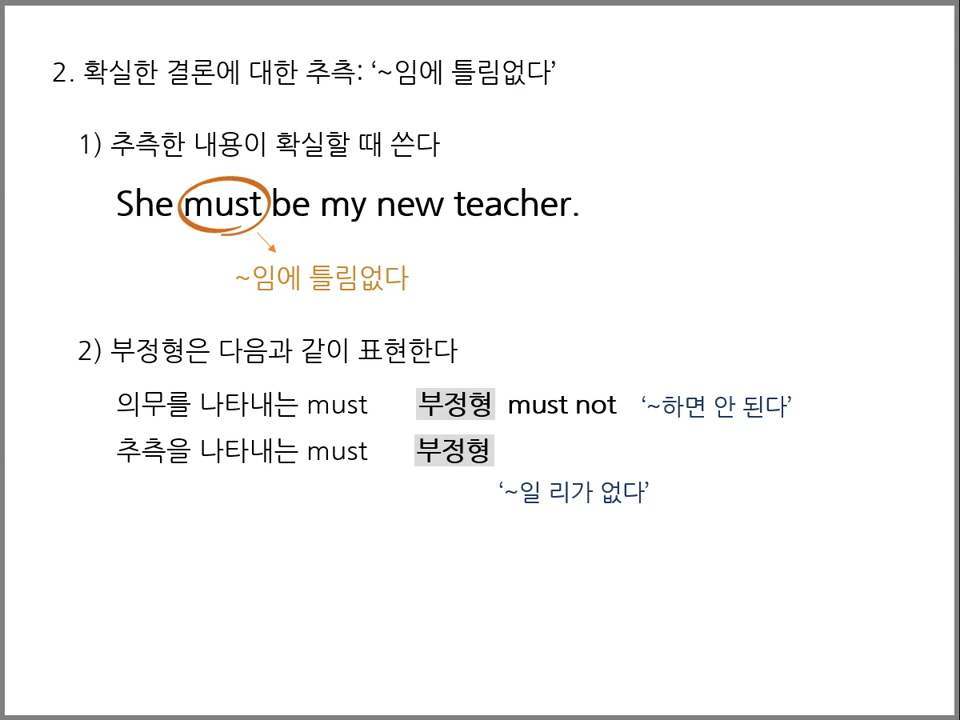 2. 확실한 결론에 대한 추측: ‘~임에 틀림없다’
1) 추측한 내용이 확실할 때 쓴다
She must be my new teacher.
~임에 틀림없다
2) 부정형은 다음과 같이 표현한다
의무를 나타내는 must 부정형 must not ‘~하면 안 된다’
추측을 나타내는 must 부정형
‘~일 리가 없다’